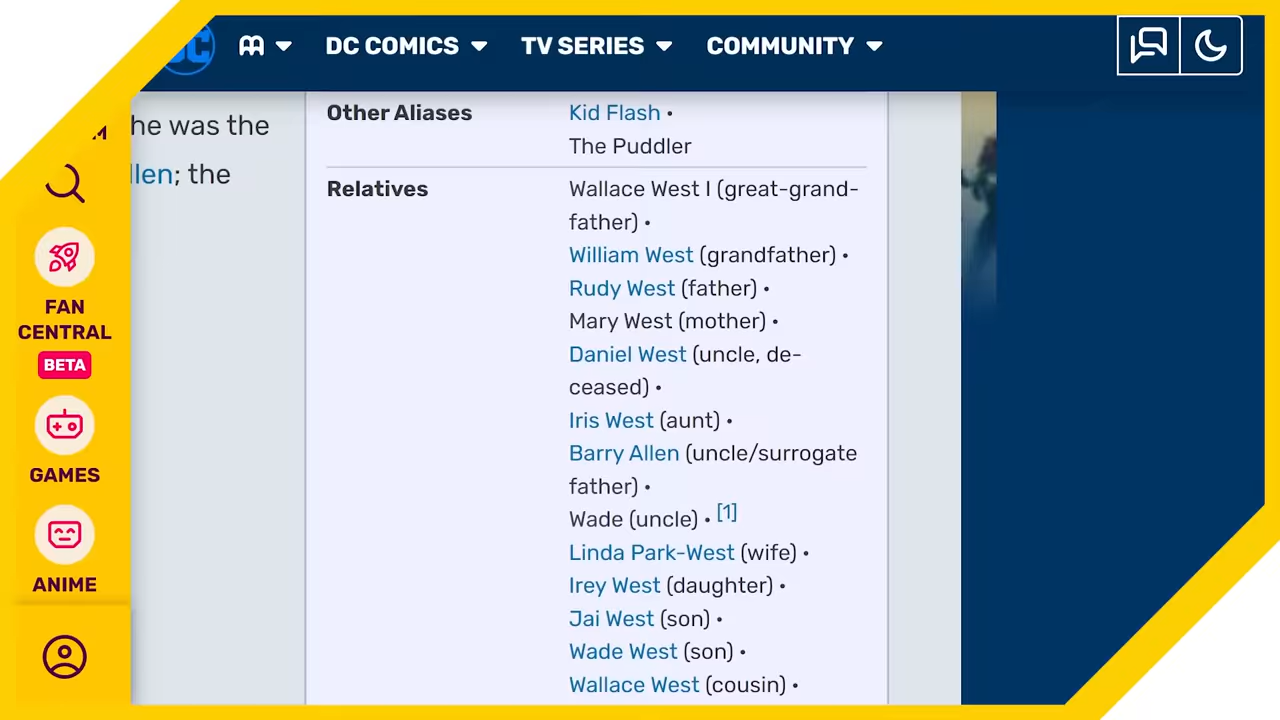 DC COMICS
TV SERIES
COMMUNITY
he was the
llen; the
FAN
CENTRAL
BETA
GAMES
ANIME
Other Aliases
Kid Flash •
The Puddler
Relatives
Wallace West I (great-grand-
father) •
William West (grandfather) •
Rudy West (father) •
Mary West (mother) •
Daniel West (uncle, de-
ceased) •
Iris West (aunt) •
Barry Allen (uncle/surrogate
father) •
Wade (uncle) • [1]
Linda Park-West (wife) •
Irey West (daughter) •
Jai West (son) •
Wade West (son) •
Wallace West (cousin) •